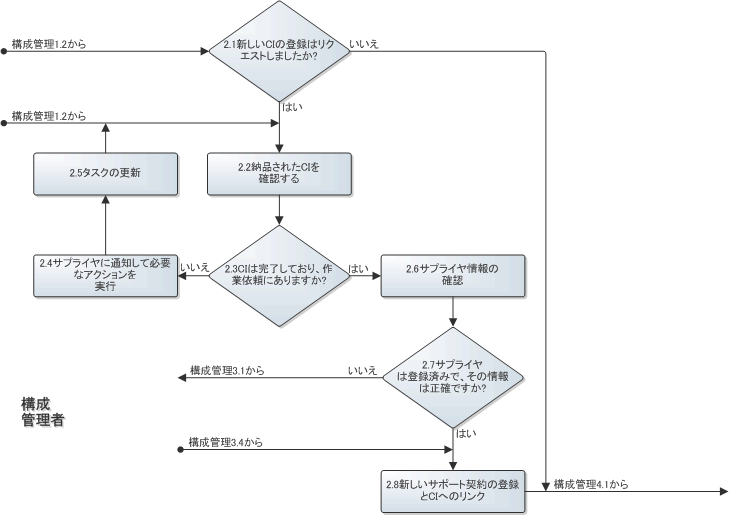 構成管理1.2から
2.1新しいCIの登録はリク
エストしましたか?
いいえ
はい
構成管理1.2から
2.5タスクの更新
2.2納品されたCIを
確認する
2.4サプライヤに通知して必要
なアクションを
実行
いいえ
2.3CIは完了しており、作
業依頼にありますか?
はい
2.6サプライヤ情報の
確認
構成管理3.1から
いいえ
2.7サプライヤ
は登録済みで、その情報
は正確ですか?
はい
構成
管理者
構成管理3.4から
2.8新しいサポート契約の登録
とCIへのリンク
構成管理4.1から